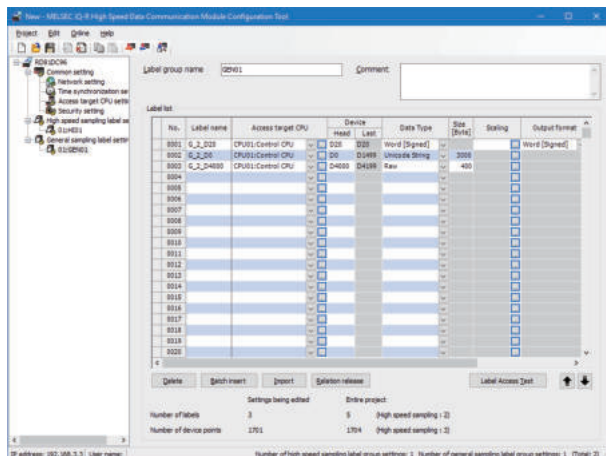 New - MELSEC iQ-R High Speed Data Communication Module Configuration Tool
Project Edit Online Help
RD81DC96
Common setting
Network setting
Time synchronization se
Access target CPU settin
Security setting
High speed sampling label se
01:H01
General sampling label settin
01:GEN01
Label group name GEN01 Comment
Label list
No. Label name Access target CPU Device Data Type Size [Byte] Scaling Output format
Head Last
0001 G_2_D20 CPU01:Control CPU D20 D20 Word [Signed] Word [Signed]
0002 G_2_D0 CPU01:Control CPU D0 D1499 Unicode String 3000
0003 G_2_D4000 CPU01:Control CPU D4000 D4199 Raw 400
0004
0005
0006
0007
0008
0009
0010
0011
0012
0013
0014
0015
0016
0017
0018
0019
0020
Delete Batch insert Import Relation release Label Access Test
Settings being edited Entire project
Number of labels 3 5 (High speed sampling : 2)
Number of device points 1701 1704 (High speed sampling : 3)
IP address: 192.168.3.3 User name: Number of high speed sampling label group settings: 1 Number of general sampling label group settings: 1 (Total: 2)